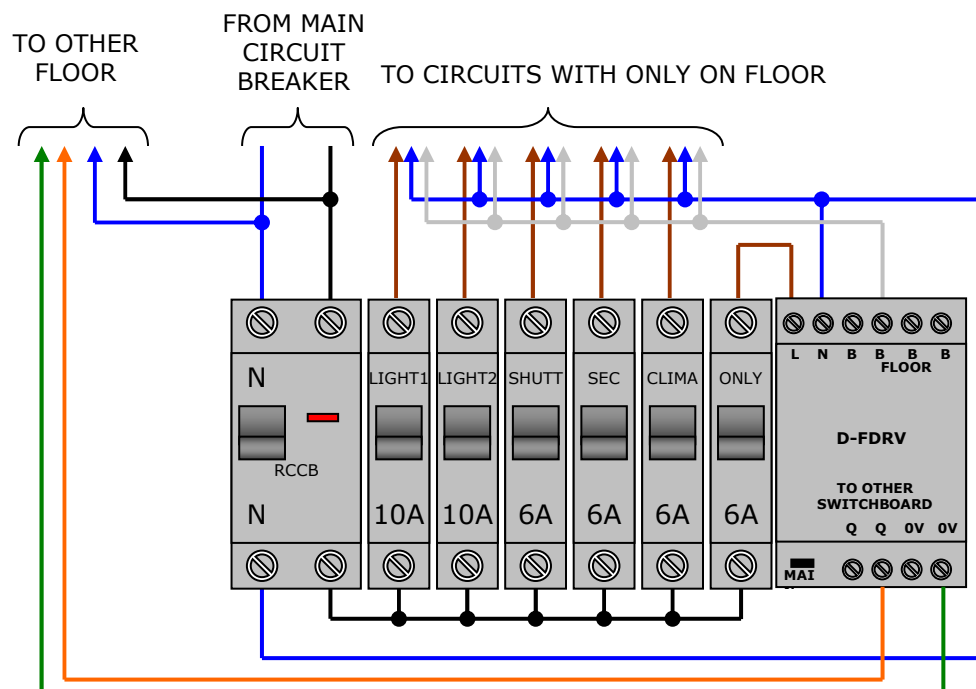 TO OTHER
FLOOR
FROM MAIN
CIRCUIT
BREAKER
TO CIRCUITS WITH ONLY ON FLOOR
N
RCCB
N
LIGHT1
10A
LIGHT2
10A
SHUTT
6A
SEC
6A
CLIMA
6A
ONLY
6A
L N B B B B
FLOOR
D-FDRV
TO OTHER
SWITCHBOARD
Q Q 0V 0V
MAI